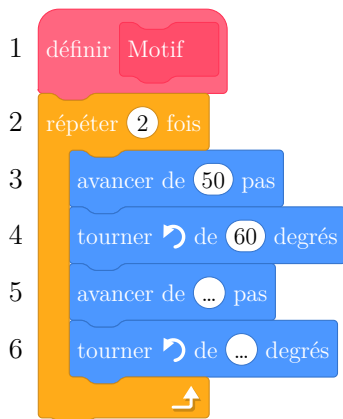 1 définir Motif
2 répéter 2 fois
3 avancer de 50 pas
4 tourner de 60 degrés
5 avancer de ... pas
6 tourner de ... degrés